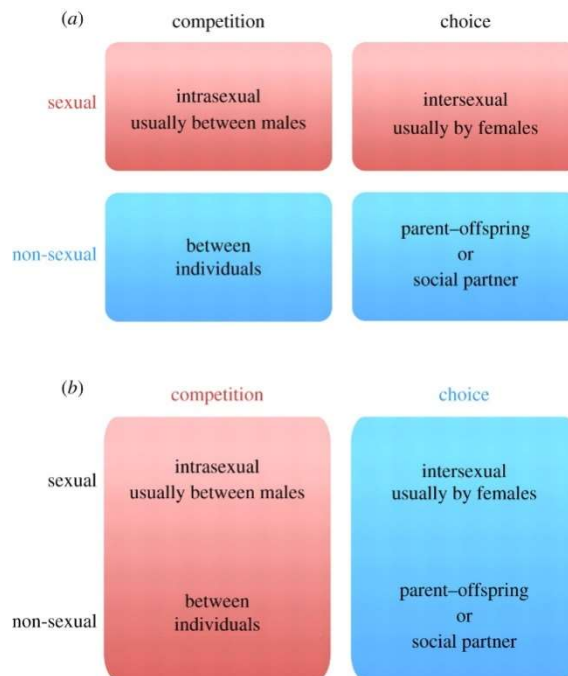 (a)
competition
choice
sexual
intrasexual
usually between males
intersexual
usually by females
non-sexual
between
individuals
parent–offspring
or
social partner
(b)
competition
choice
sexual
intrasexual
usually between males
intersexual
usually by females
non-sexual
between
individuals
parent–offspring
or
social partner